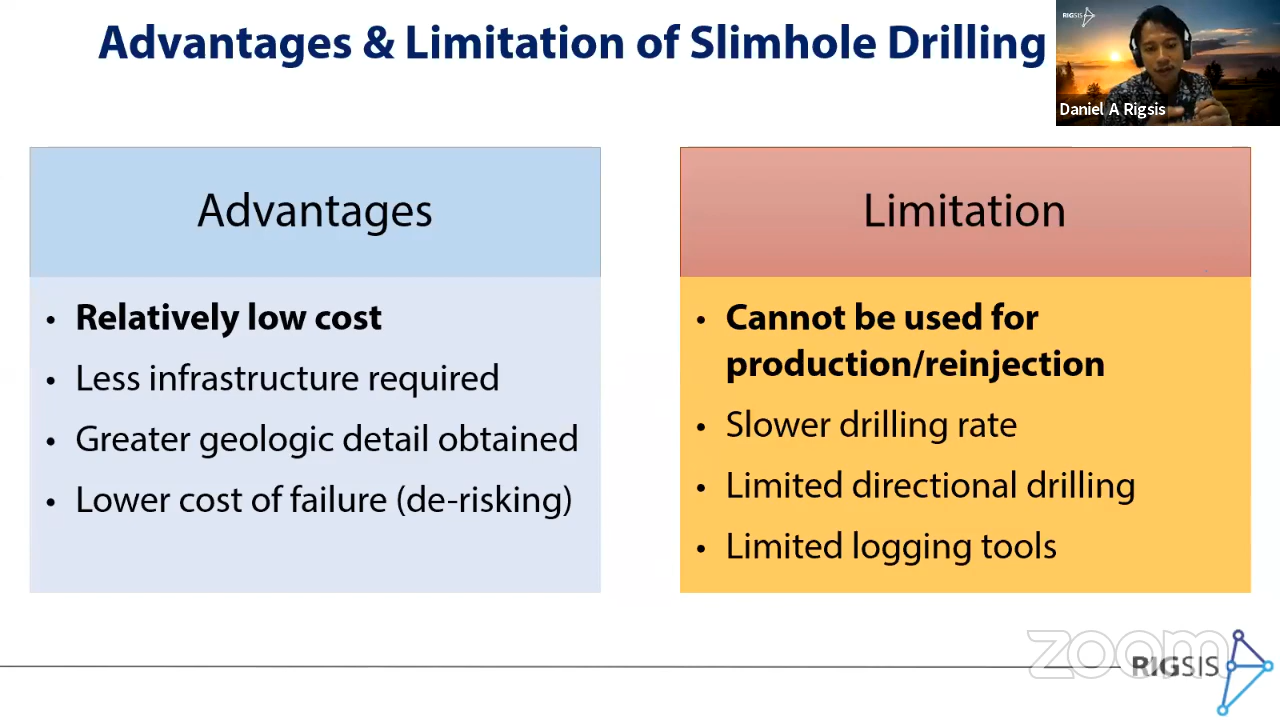 Advantages & Limitation of Slimhole Drilling
RIGSIS
Daniel A Rigsis
Advantages
• Relatively low cost
• Less infrastructure required
• Greater geologic detail obtained
• Lower cost of failure (de-risking)
Limitation
• Cannot be used for
production/reinjection
• Slower drilling rate
• Limited directional drilling
• Limited logging tools
zoom
RIGSIS